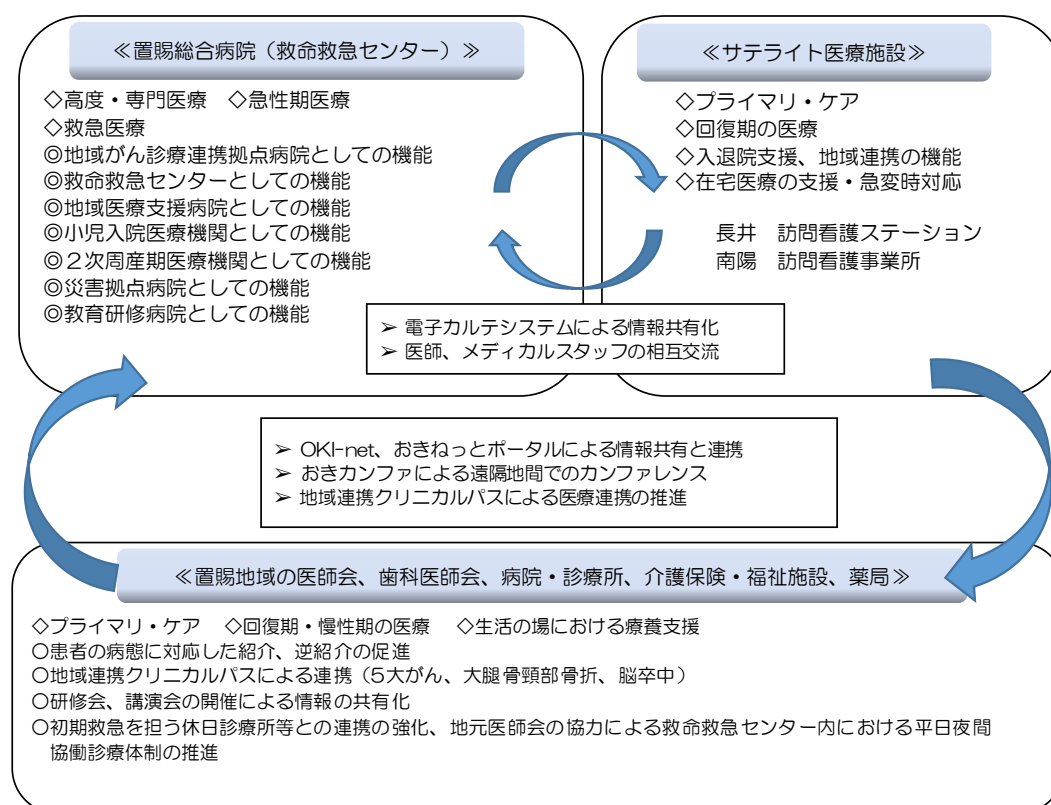 ≪置賜総合病院（救命救急センター）≫
◇高度・専門医療　◇急性期医療
◇救急医療
◎地域がん診療連携拠点病院としての機能
◎救命救急センターとしての機能
◎地域医療支援病院としての機能
◎小児入院医療機関としての機能
◎２次周産期医療機関としての機能
◎災害拠点病院としての機能
◎教育研修病院としての機能
≪サテライト医療施設≫
◇プライマリ・ケア
◇回復期の医療
◇入退院支援、地域連携の機能
◇在宅医療の支援・急変時対応
長井　訪問看護ステーション
南陽　訪問看護事業所
➢ 電子カルテシステムによる情報共有化
➢ 医師、メディカルスタッフの相互交流
➢ OKI-net、おきねっとポータルによる情報共有と連携
➢ おきカンファによる遠隔地間でのカンファレンス
➢ 地域連携クリニカルパスによる医療連携の推進
≪置賜地域の医師会、歯科医師会、病院・診療所、介護保険・福祉施設、薬局≫
◇プライマリ・ケア　◇回復期・慢性期の医療　◇生活の場における療養支援
○患者の病態に対応した紹介、逆紹介の促進
○地域連携クリニカルパスによる連携（５大がん、大腿骨頸部骨折、脳卒中）
○研修会、講演会の開催による情報の共有化
○初期救急を担う休日診療所等との連携の強化、地元医師会の協力による救命救急センター内における平日夜間
協働診療体制の推進